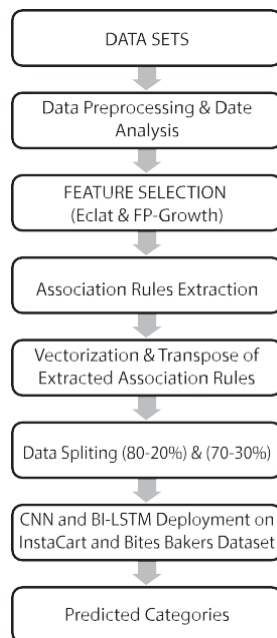 DATA SETS
Data Preprocessing & Date
Analysis
FEATURE SELECTION
(Eclat & FP-Growth)
Association Rules Extraction
Vectorization & Transpose of
Extracted Association Rules
Data Spliting (80-20%) & (70-30%)
CNN and BI-LSTM Deployment on
InstaCart and Bites Bakers Dataset
Predicted Categories